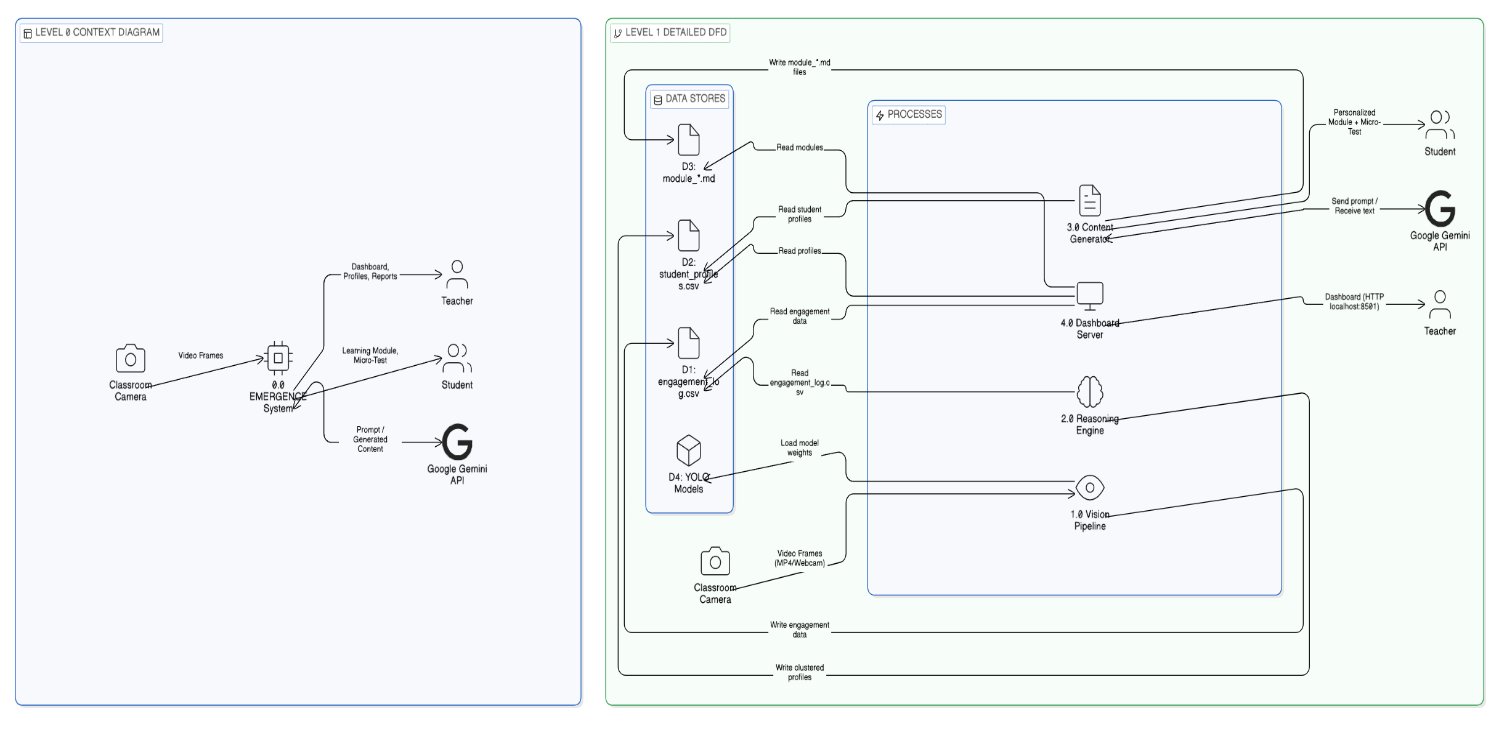 LEVEL 0 CONTEXT DIAGRAM
Dashboard,
Profiles, Reports
Teacher
Video Frames
Classroom
Camera
0.0
EMERGENCE
System
Learning Module,
Micro-Test
Student
Prompt /
Generated
Content
Google Gemini
API
LEVEL 1 DETAILED DFD
Write module_*.md
files
DATA STORES
D3:
module_*.md
D2:
student_profile
s.csv
D1:
engagement_lo
g.csv
D4: YOLO
Models
Classroom
Camera
Read modules
Read student
profiles
Read profiles
Read engagement
data
Read
engagement_log.c
sv
Load model
weights
Video Frames
(MP4/Webcam)
Write engagement
data
Write clustered
profiles
PROCESSES
3.0 Content
Generator
4.0 Dashboard
Server
2.0 Reasoning
Engine
1.0 Vision
Pipeline
Personalized
Module + Micro-
Test
Student
Send prompt /
Receive text
Google Gemini
API
Dashboard (HTTP
localhost:8501)
Teacher